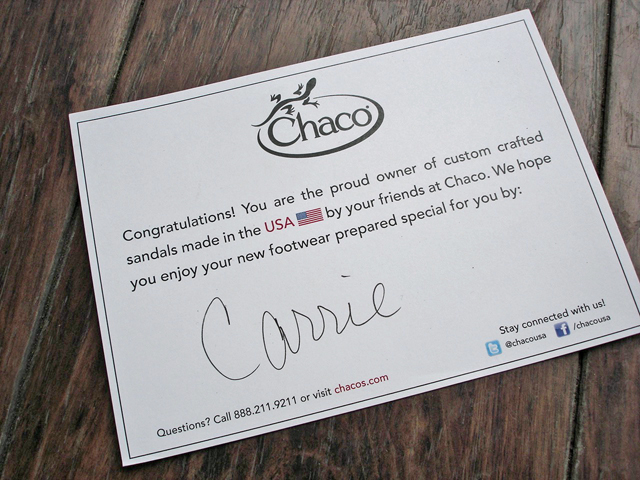 Chaco
Congratulations! You are the proud owner of custom crafted
sandals made in the USA by your friends at Chaco. We hope
you enjoy your new footwear prepared special for you by:
Carrie
Stay connected with us!
@chacousa /chacousa
Questions? Call 888.211.9211 or visit chacos.com